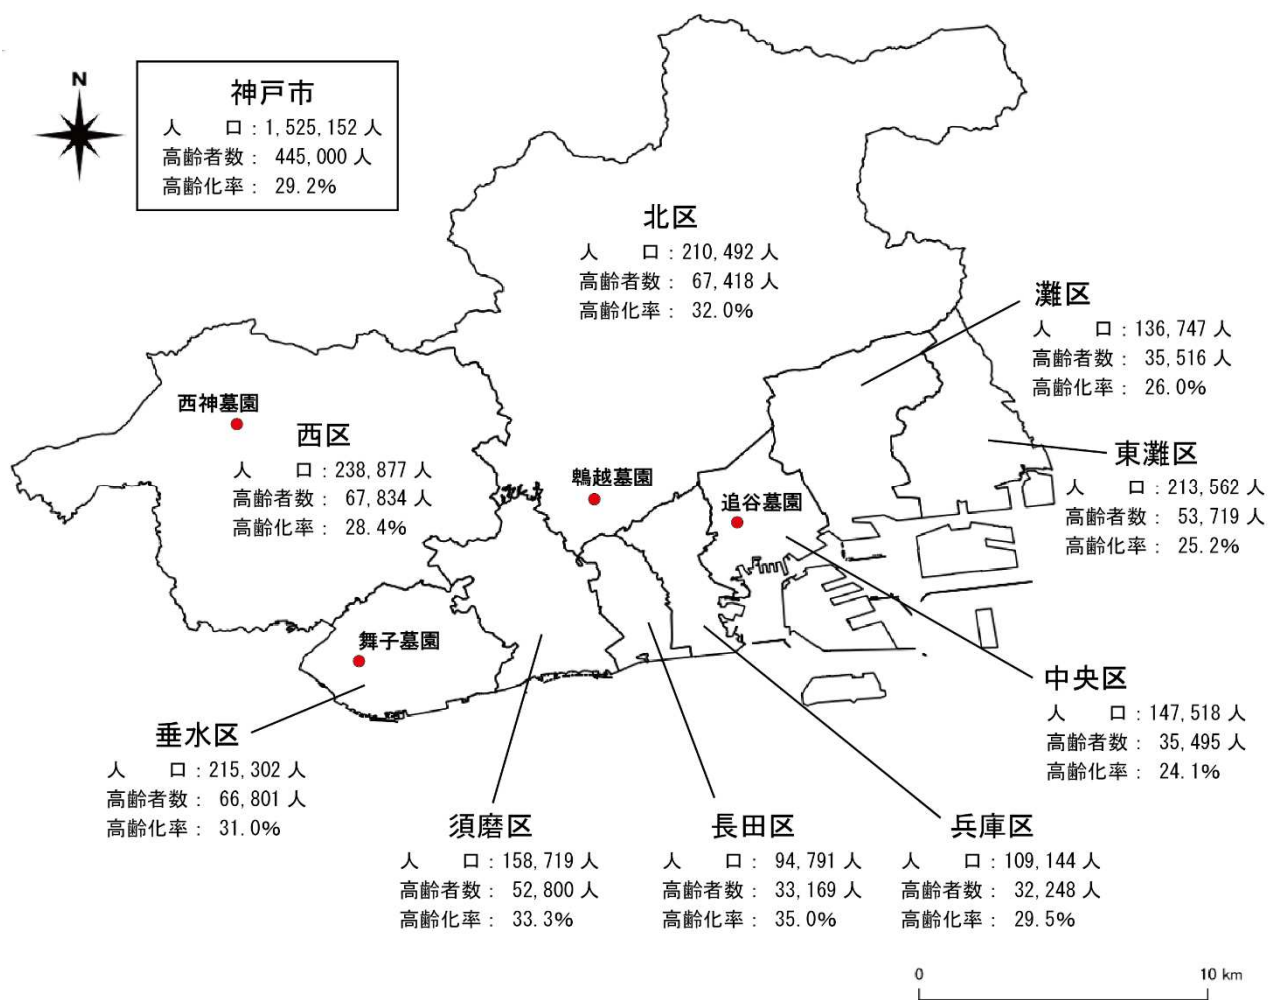 N
神戸市
人　　口：1,525,152 人
高齢者数： 445,000 人
高齢化率： 29.2%
北区
人　　口：210,492 人
高齢者数： 67,418 人
高齢化率： 32.0%
灘区
人　　口：136,747 人
高齢者数： 35,516 人
高齢化率： 26.0%
西神墓園
西区
人　　口：238,877 人
高齢者数： 67,834 人
高齢化率： 28.4%
鵯越墓園
追谷墓園
東灘区
人　　口：213,562 人
高齢者数： 53,719 人
高齢化率： 25.2%
舞子墓園
中央区
人　　口：147,518 人
高齢者数： 35,495 人
高齢化率： 24.1%
垂水区
人　　口：215,302 人
高齢者数： 66,801 人
高齢化率： 31.0%
須磨区
人　　口：158,719 人
高齢者数： 52,800 人
高齢化率： 33.3%
長田区
人　　口： 94,791 人
高齢者数： 33,169 人
高齢化率： 35.0%
兵庫区
人　　口：109,144 人
高齢者数： 32,248 人
高齢化率： 29.5%
0 10 km